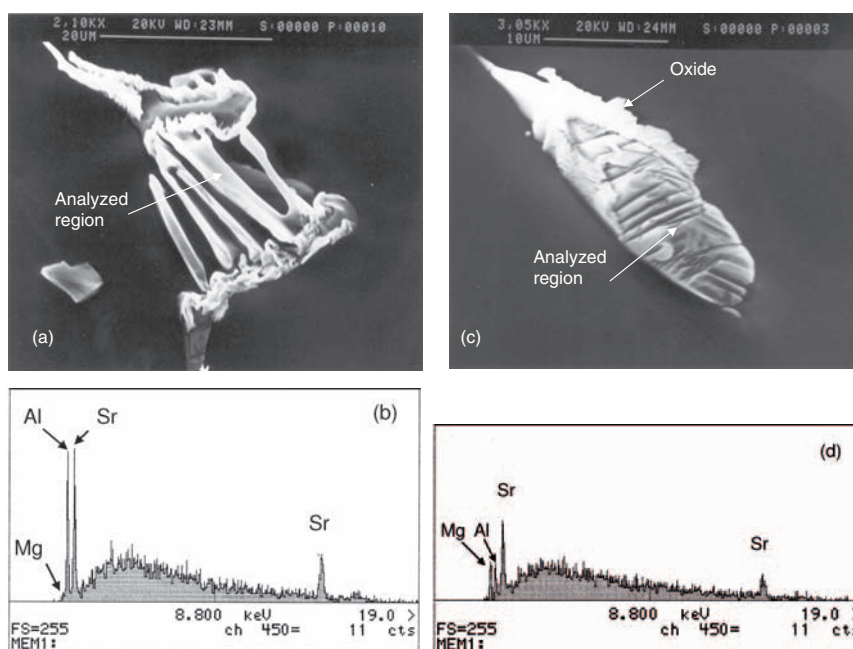 2,10KX 20KV WD:23MM S:00000 P:00010
20UM
Analyzed
region
(a)
3,05KX 20KV WD:24MM S:00000 P:00003
10UM
Oxide
Analyzed
region
(c)
(b)
Al Sr
Mg
Sr
8.800 keV 19.0 >
FS=255 ch 450= 11 cts
MEM1:
(d)
Sr
Mg Al
Sr
8.800 keV 19.0 >
FS=255 ch 450= 11 cts
MEM1: